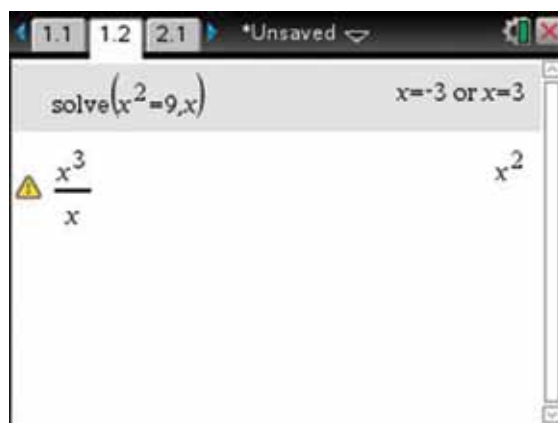 1.1 1.2 2.1 *Unsaved
solve(x²=9,x) x=-3 or x=3
x³/x x²